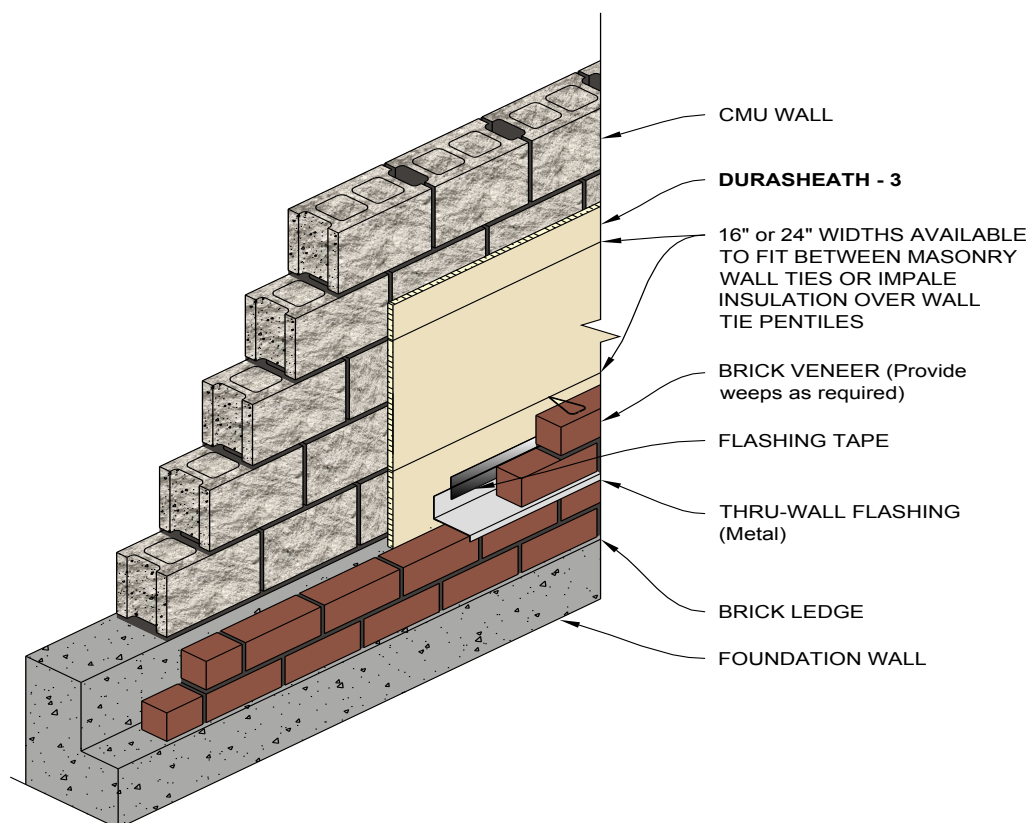 CMU WALL
DURASHEATH - 3
16" or 24" WIDTHS AVAILABLE
TO FIT BETWEEN MASONRY
WALL TIES OR IMPALE
INSULATION OVER WALL
TIE PENTILES
BRICK VENEER (Provide
weeps as required)
FLASHING TAPE
THRU-WALL FLASHING
(Metal)
BRICK LEDGE
FOUNDATION WALL